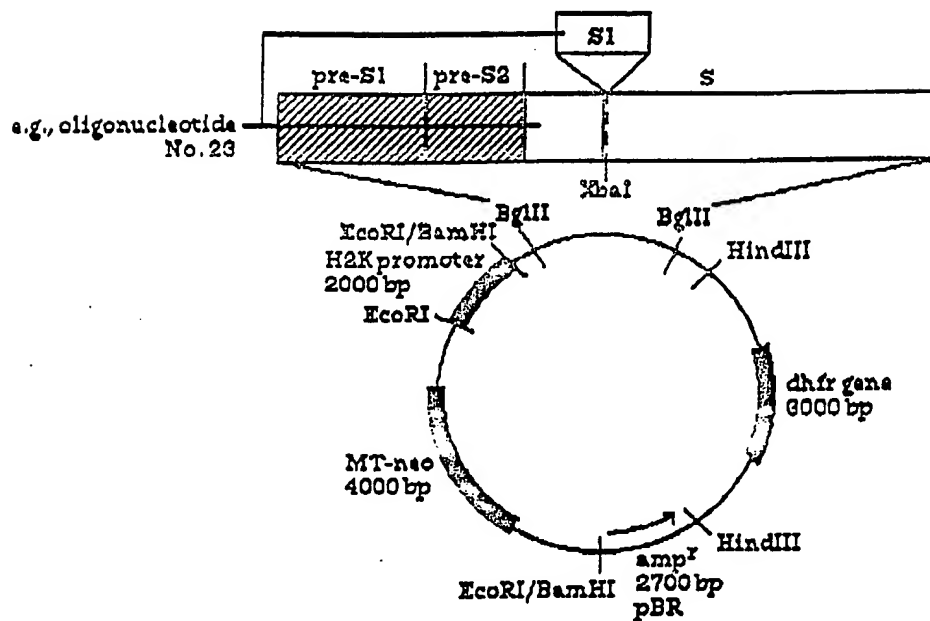 S1
pre-S1
pre-S2
S
e.g., oligonucleotide
No. 23
XbaI
BglII
BglII
EcoRI/BamHI
HindIII
H2K promoter
2000 bp
EcoRI
dhfr gene
6000 bp
MT-neo
4000 bp
HindIII
EcoRI/BamHI
amp^r
2700 bp
pBR